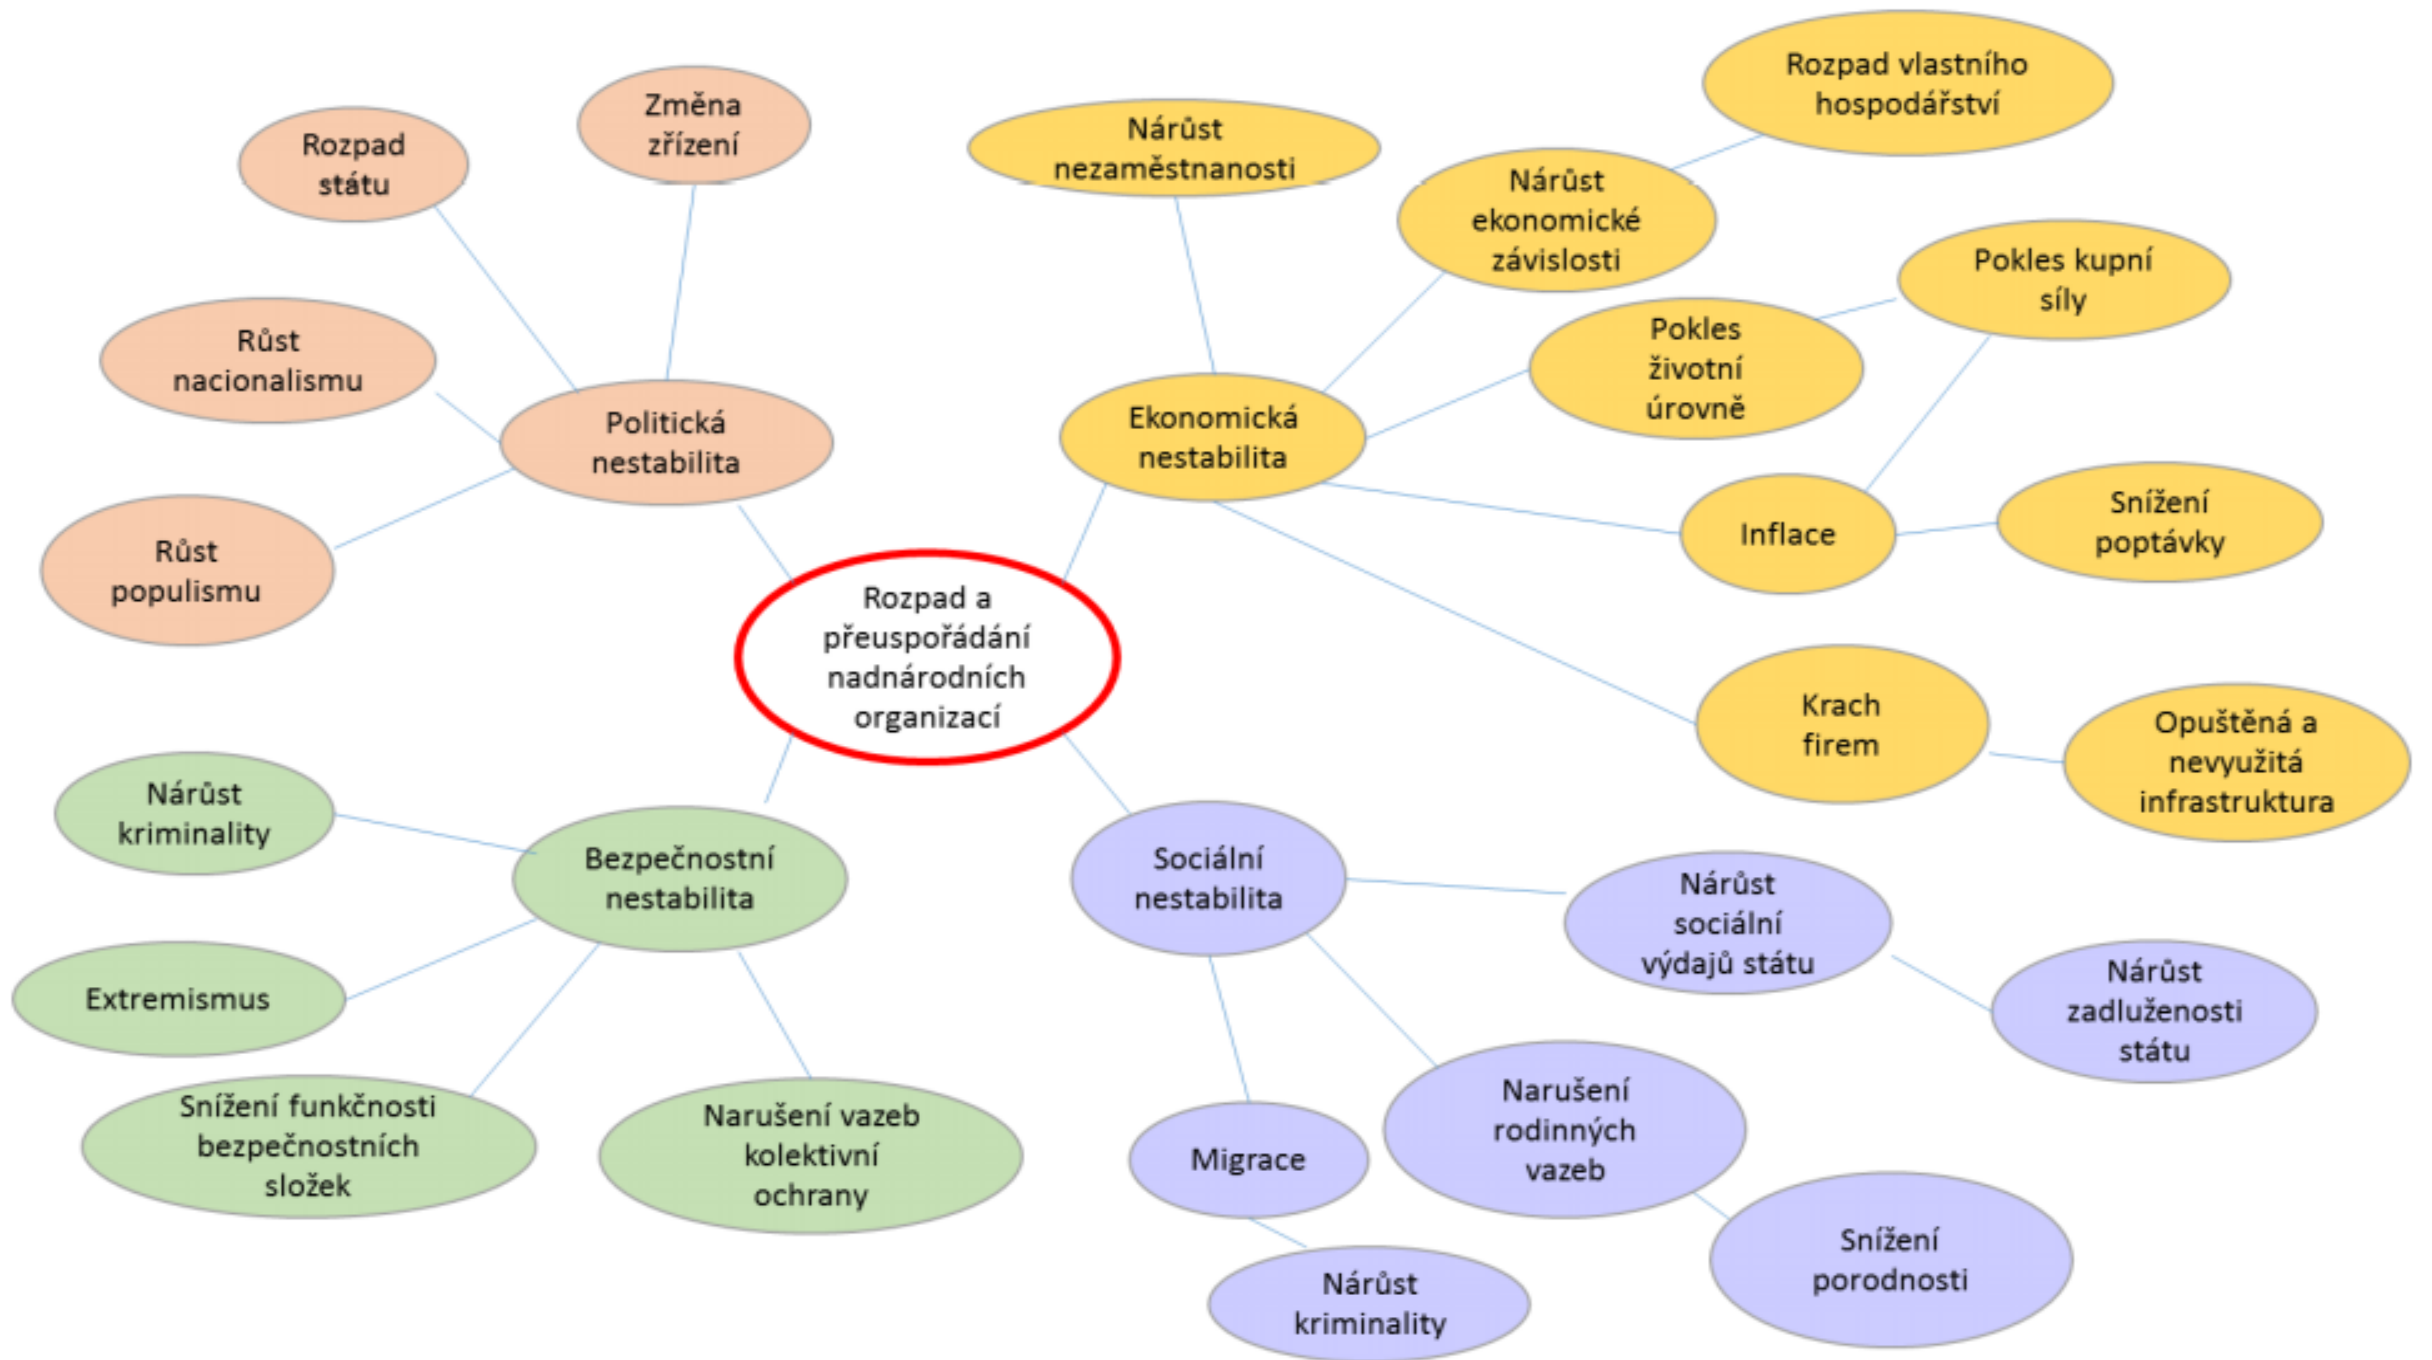 Rozpad vlastního
hospodářství
Změna
zřízení
Nárůst
nezaměstnanosti
Rozpad
státu
Nárůst
ekonomické
závislosti
Pokles kupní
síly
Růst
nacionalismu
Pokles
životní
úrovně
Politická
nestabilita
Ekonomická
nestabilita
Inflace
Snížení
poptávky
Růst
populismu
Rozpad a
přeuspořádání
nadnárodních
organizací
Krach
firem
Opuštěná a
nevyužitá
infrastruktura
Nárůst
kriminality
Bezpečnostní
nestabilita
Sociální
nestabilita
Nárůst
sociální
výdajů státu
Extremismus
Nárůst
zadluženosti
státu
Snížení funkčnosti
bezpečnostních
složek
Narušení vazeb
kolektivní
ochrany
Migrace
Narušení
rodinných
vazeb
Snížení
porodnosti
Nárůst
kriminality